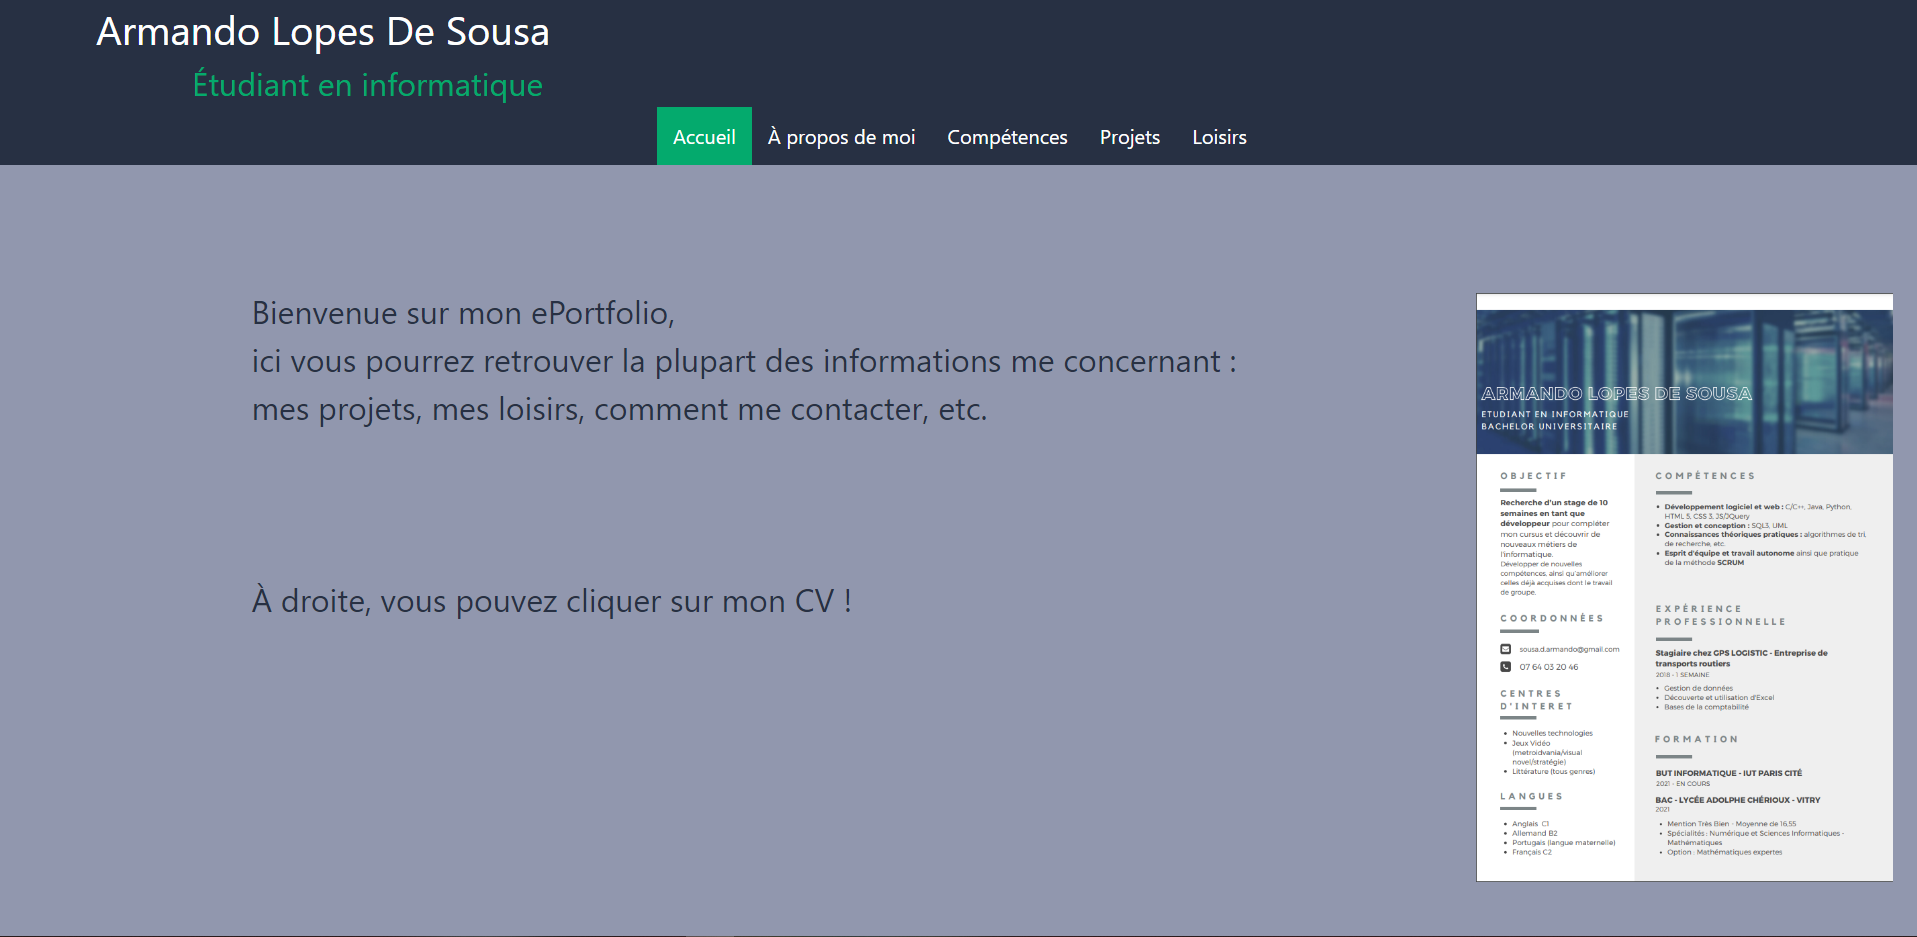 Armando Lopes De Sousa
Étudiant en informatique
Accueil À propos de moi Compétences Projets Loisirs
Bienvenue sur mon ePortfolio,
ici vous pourrez retrouver la plupart des informations me concernant :
mes projets, mes loisirs, comment me contacter, etc.
À droite, vous pouvez cliquer sur mon CV !
ARMANDO LOPES DE SOUSA
ETUDIANT EN INFORMATIQUE
BACHELOR UNIVERSITAIRE
OBJECTIF
Recherche d'un stage de 10
semaines en tant que
développeur pour compléter
mon cursus et découvrir de
nouveaux métiers de
l'informatique.
Développer de nouvelles
compétences, ainsi qu'améliorer
celles déjà acquises dont le travail
de groupe.
COORDONNÉES
sousa.d.armando@gmail.com
07 64 03 20 46
CENTRES
D'INTERET
• Nouvelles technologies
• Jeux Vidéo
(metroidvania/visual
novel/stratégie)
• Littérature (tous genres)
LANGUES
• Anglais C1
• Allemand B2
• Portugais (langue maternelle)
• Français C2
COMPÉTENCES
• Développement logiciel et web : C/C++, Java, Python,
HTML 5, CSS 3, JS/JQuery
• Gestion et conception : SQL3, UML
• Connaissances théoriques pratiques : algorithmes de tri,
de recherche, etc.
• Esprit d'équipe et travail autonome ainsi que pratique
de la méthode SCRUM
EXPÉRIENCE
PROFESSIONNELLE
Stagiaire chez GPS LOGISTIC - Entreprise de
transports routiers
2018 - 1 SEMAINE
• Gestion de données
• Découverte et utilisation d'Excel
• Bases de la comptabilité
FORMATION
BUT INFORMATIQUE - IUT PARIS CITÉ
2021 - EN COURS
BAC - LYCÉE ADOLPHE CHÉRIOUX - VITRY
2021
• Mention Très Bien - Moyenne de 16,55
• Spécialités : Numérique et Sciences Informatiques -
Mathématiques
• Option : Mathématiques expertes